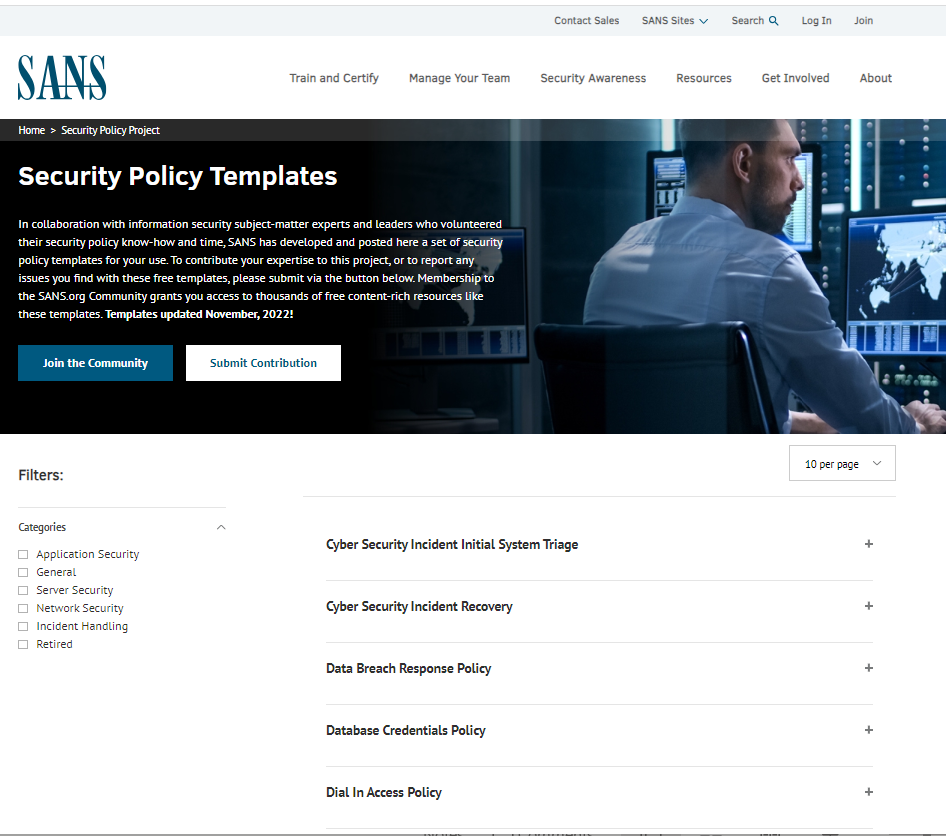 Contact Sales SANS Sites Search Log In Join
SANS
Train and Certify Manage Your Team Security Awareness Resources Get Involved About
Home > Security Policy Project
Security Policy Templates
In collaboration with information security subject-matter experts and leaders who volunteered
their security policy know-how and time, SANS has developed and posted here a set of security
policy templates for your use. To contribute your expertise to this project, or to report any
issues you find with these free templates, please submit via the button below. Membership to
the SANS.org Community grants you access to thousands of free content-rich resources like
these templates. Templates updated November, 2022!
Join the Community Submit Contribution
Filters:
10 per page
Categories
Application Security
General
Server Security
Network Security
Incident Handling
Retired
Cyber Security Incident Initial System Triage +
Cyber Security Incident Recovery +
Data Breach Response Policy +
Database Credentials Policy +
Dial In Access Policy +